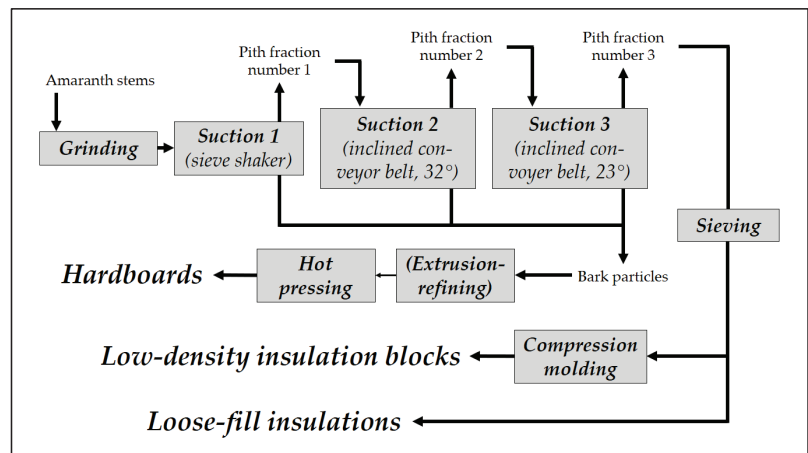 Pith fraction
number 1
Pith fraction
number 2
Pith fraction
number 3
Amaranth stems
Grinding
Suction 1
(sieve shaker)
Suction 2
(inclined con-
veyor belt, 32°)
Suction 3
(inclined con-
voyer belt, 23°)
Sieving
Hardboards
Hot
pressing
(Extrusion-
refining)
Bark particles
Low-density insulation blocks
Compression
molding
Loose-fill insulations